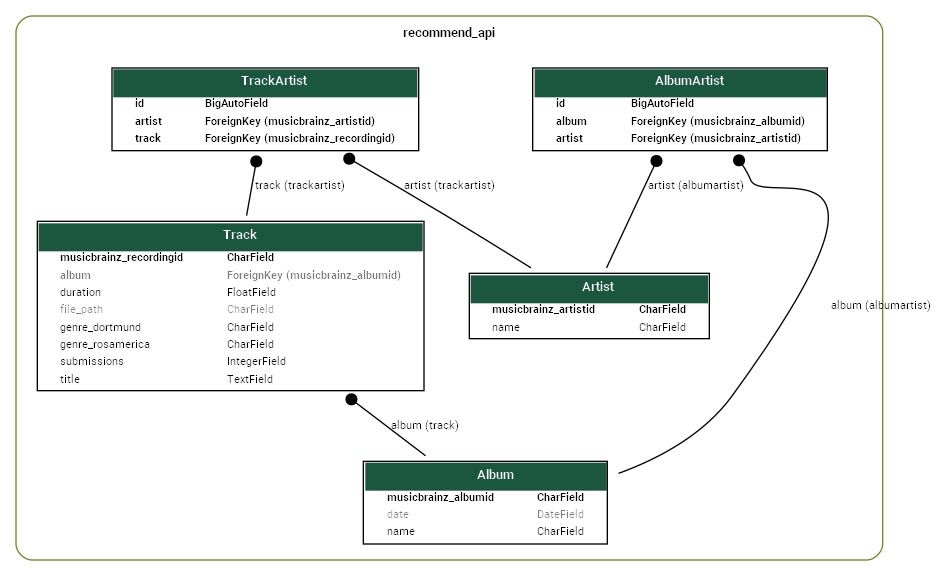 recommend_api
TrackArtist
id BigAutoField
artist ForeignKey (musicbrainz_artistid)
track ForeignKey (musicbrainz_recordingid)
AlbumArtist
id BigAutoField
album ForeignKey (musicbrainz_albumid)
artist ForeignKey (musicbrainz_artistid)
track (trackartist)
artist (trackartist)
artist (albumartist)
Track
musicbrainz_recordingid CharField
album ForeignKey (musicbrainz_albumid)
duration FloatField
file_path CharField
genre_dortmund CharField
genre_rosamerica CharField
submissions IntegerField
title TextField
Artist
musicbrainz_artistid CharField
name CharField
album (albumartist)
album (track)
Album
musicbrainz_albumid CharField
date DateField
name CharField